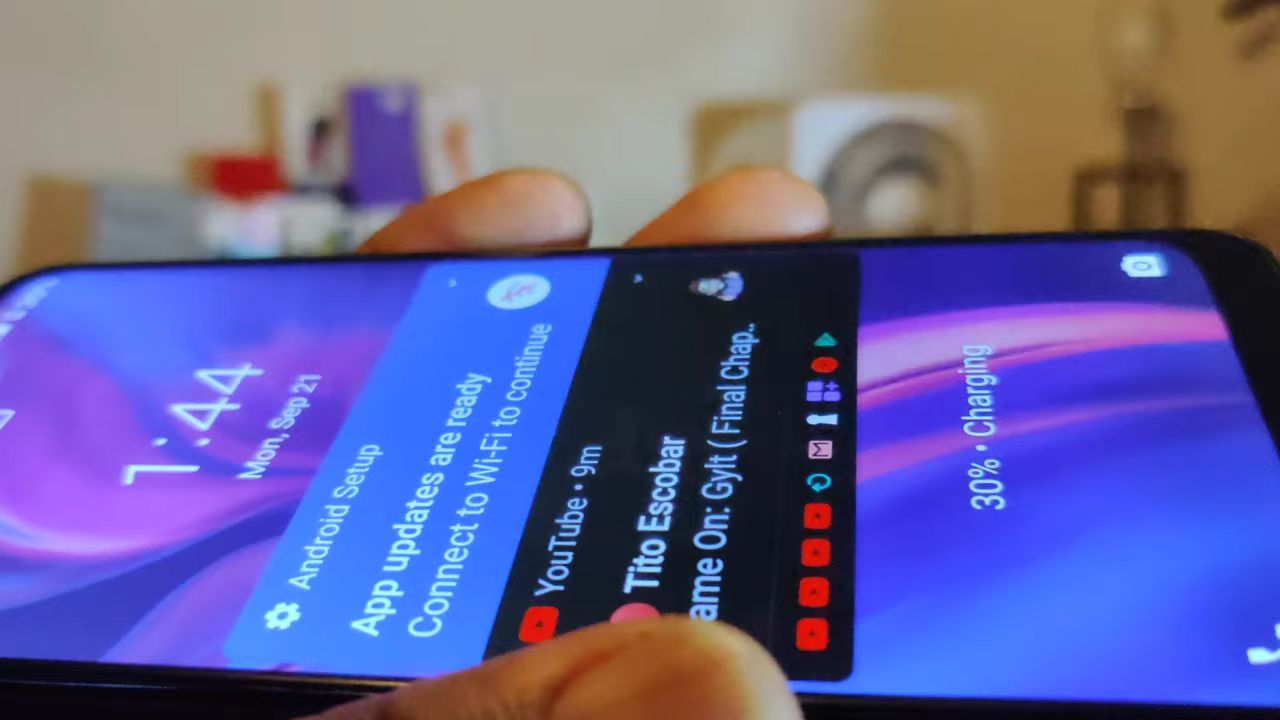 1:44
Mon, Sep 21
Android Setup
App updates are ready
Connect to Wi-Fi to continue
YouTube • 9m
Tito Escobar
ame On: Gylt ( Final Chap..
30% • Charging